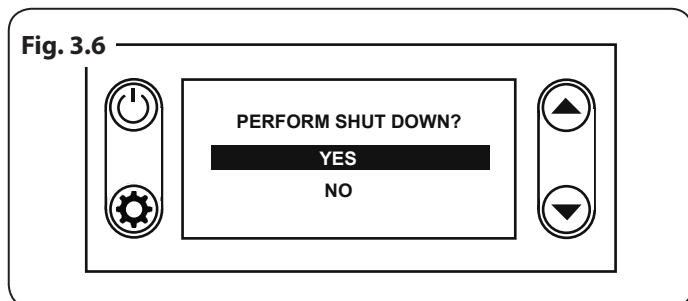 Fig. 3.6
PERFORM SHUT DOWN?
YES
NO